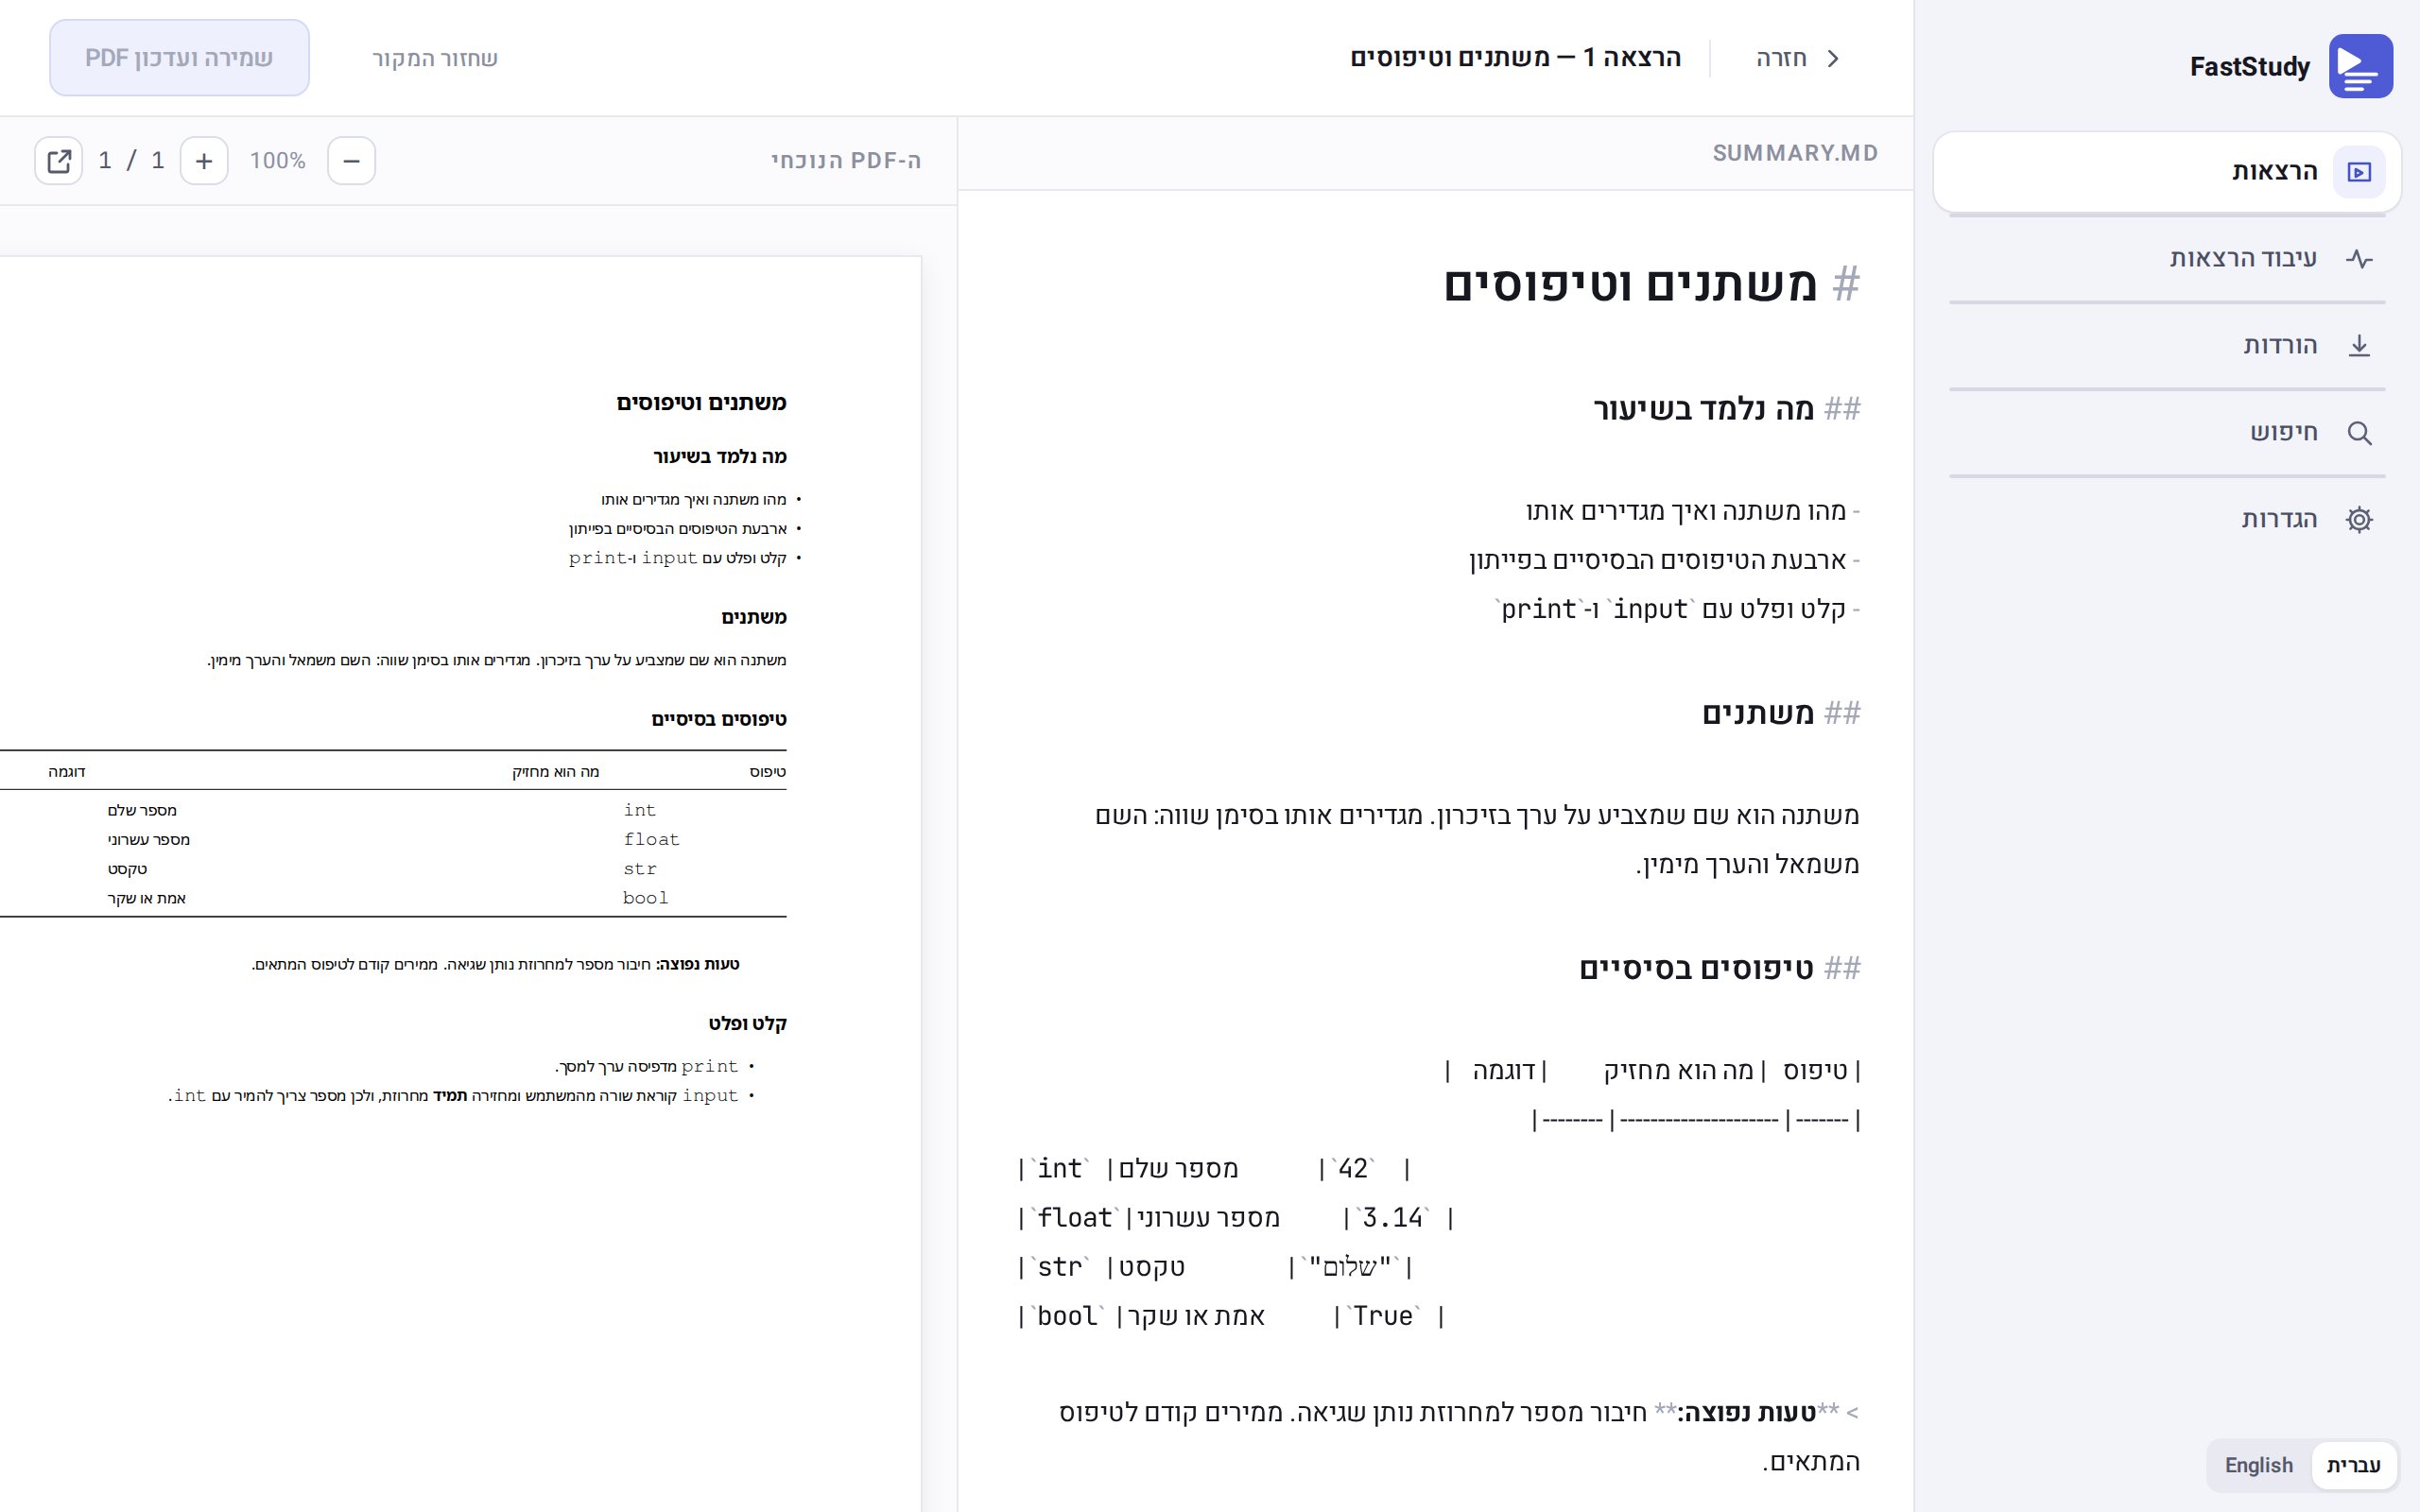 FastStudy
הרצאות
עיבוד הרצאות
הורדות
חיפוש
הגדרות
עברית
English
חזרה
הרצאה 1 — משתנים וטיפוסים
שחזור המקור
שמירה ועדכון PDF
SUMMARY.MD
# משתנים וטיפוסים
## מה נלמד בשיעור
- מהו משתנה ואיך מגדירים אותו
- ארבעת הטיפוסים הבסיסיים בפייתון
- קלט ופלט עם `input` ו-`print`
## משתנים
משתנה הוא שם שמצביע על ערך בזיכרון. מגדירים אותו בסימן שווה: השם
משמאל והערך מימין.
## טיפוסים בסיסיים
| טיפוס | מה הוא מחזיק | דוגמה |
|-------|---------------------|--------|
| `int` | מספר שלם | `42` |
| `float` | מספר עשרוני | `3.14` |
| `str` | טקסט | `"שלום"` |
| `bool` | אמת או שקר | `True` |
> **טעות נפוצה:** חיבור מספר למחרוזת נותן שגיאה. ממירים קודם לטיפוס
המתאים.
ה-PDF הנוכחי
− 100% + 1 / 1
משתנים וטיפוסים
מה נלמד בשיעור
• מהו משתנה ואיך מגדירים אותו
• ארבעת הטיפוסים הבסיסיים בפייתון
• קלט ופלט עם input ו-print
משתנים
משתנה הוא שם שמצביע על ערך בזיכרון. מגדירים אותו בסימן שווה: השם משמאל והערך מימין.
טיפוסים בסיסיים
טיפוס מה הוא מחזיק דוגמה
int מספר שלם
float מספר עשרוני
str טקסט
bool אמת או שקר
טעות נפוצה: חיבור מספר למחרוזת נותן שגיאה. ממירים קודם לטיפוס המתאים.
קלט ופלט
• print מדפיסה ערך למסך.
• input קוראת שורה מהמשתמש ומחזירה תמיד מחרוזת, ולכן מספר צריך להמיר עם int.